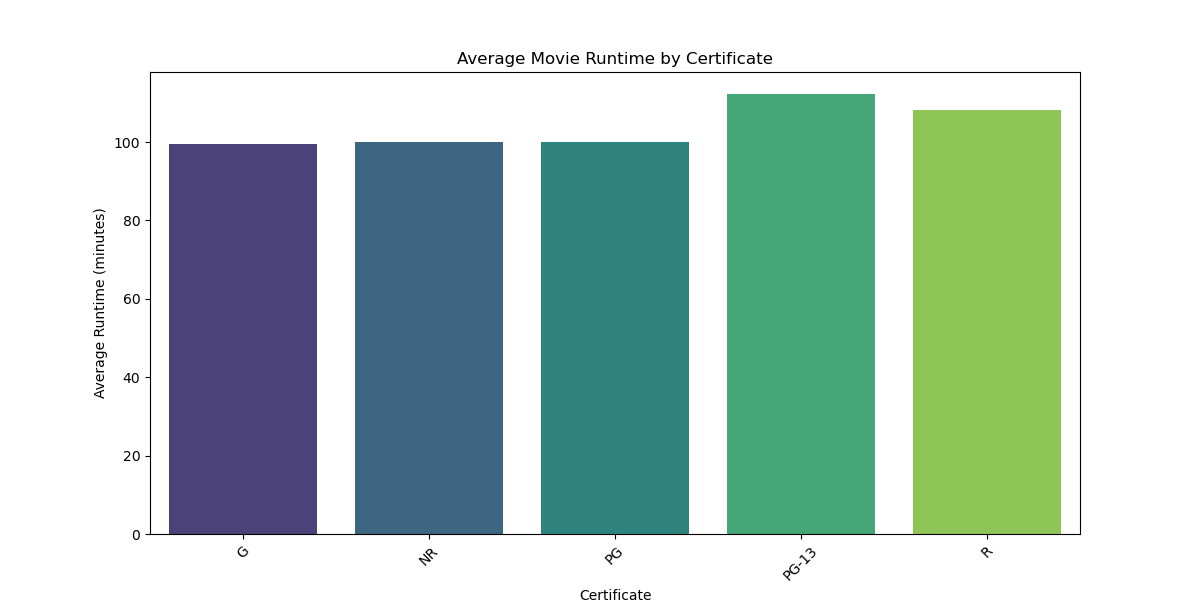 Average Movie Runtime by Certificate
Average Runtime (minutes)
100
80
60
40
20
0
G
NR
PG
PG-13
R
Certificate